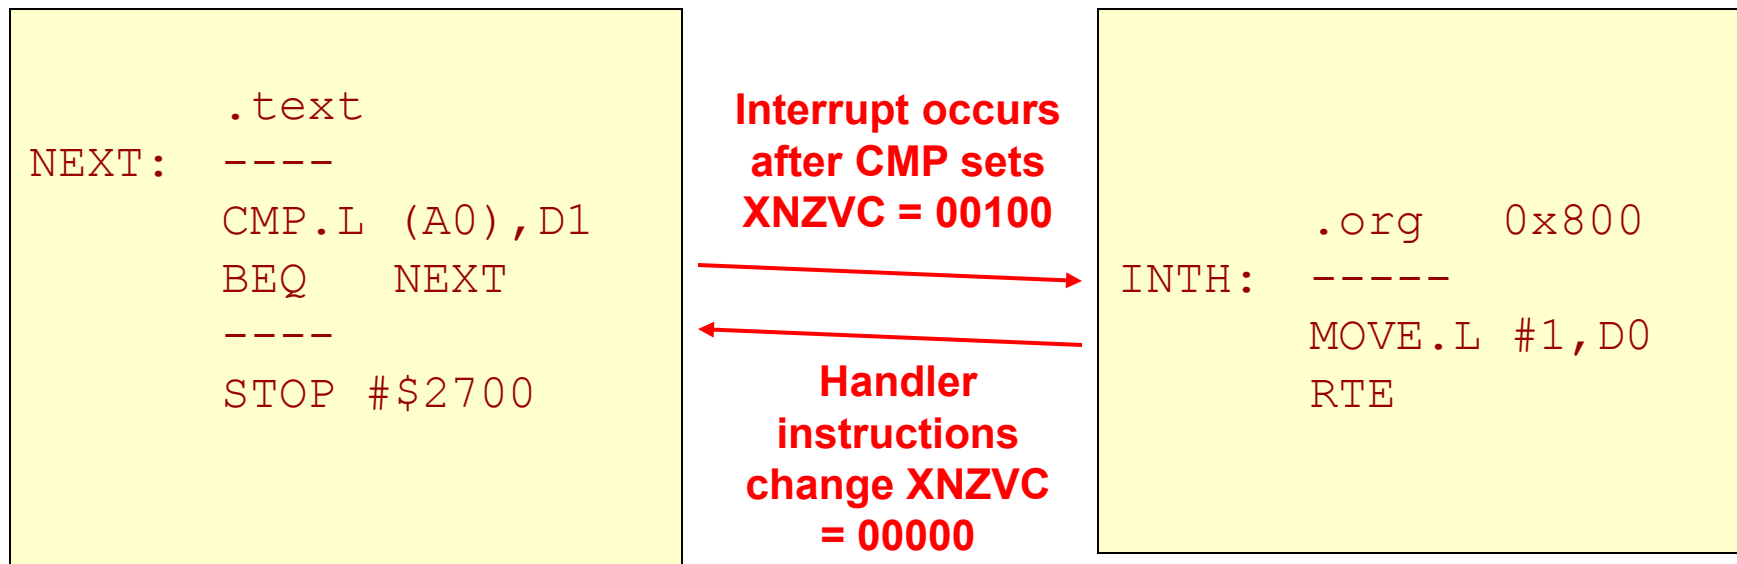 .text
NEXT: ----
CMP.L (A0),D1
BEQ NEXT
----
STOP #$2700
Interrupt occurs
after CMP sets
XNZVC = 00100
Handler
instructions
change XNZVC
= 00000
.org 0x800
INTH: -----
MOVE.L #1,D0
RTE